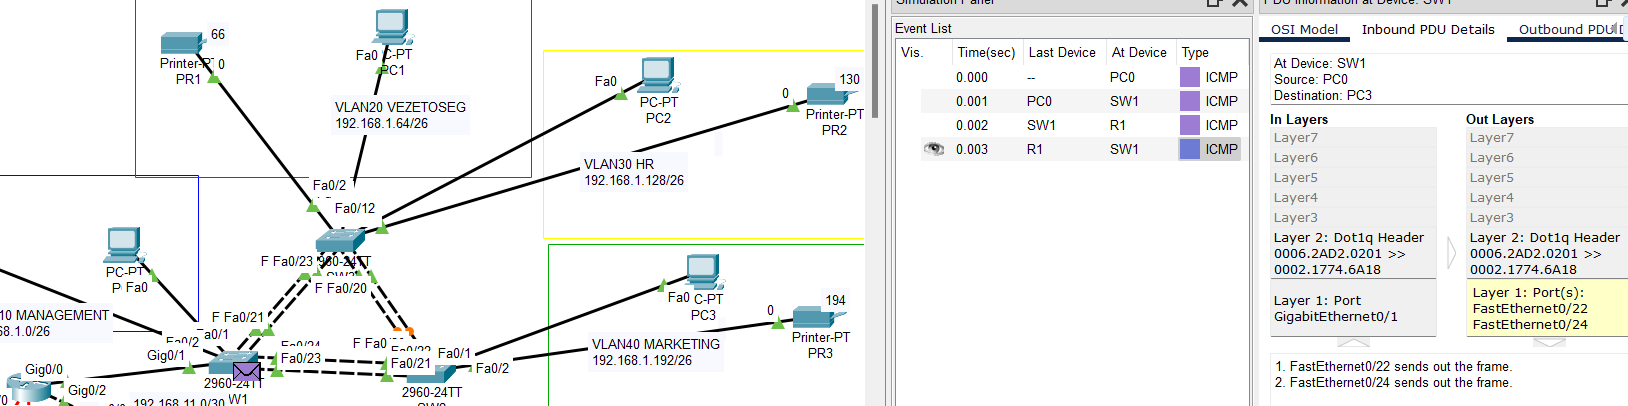 Simulation Panel
Event List
Vis.
Time(sec)
Last Device
At Device
Type
0.000
--
PC0
ICMP
0.001
PC0
SW1
ICMP
0.002
SW1
R1
ICMP
0.003
R1
SW1
ICMP
PDU Information at Device: SW1
OSI Model
Inbound PDU Details
Outbound PDU D
At Device: SW1
Source: PC0
Destination: PC3
In Layers
Out Layers
Layer7
Layer6
Layer5
Layer4
Layer3
Layer 2: Dot1q Header
0006.2AD2.0201 >>
0002.1774.6A18
Layer 1: Port
GigabitEthernet0/1
Layer7
Layer6
Layer5
Layer4
Layer3
Layer 2: Dot1q Header
0006.2AD2.0201 >>
0002.1774.6A18
Layer 1: Port(s):
FastEthernet0/22
FastEthernet0/24
1. FastEthernet0/22 sends out the frame.
2. FastEthernet0/24 sends out the frame.
66
Printer-P
0
PR1
Fa0
C-PT
PC1
VLAN20 VEZETOSEG
192.168.1.64/26
Fa0
PC-PT
PC2
130
0
Printer-PT
PR2
VLAN30 HR
192.168.1.128/26
Fa0/2
Fa0/12
F Fa0/23
960-24TT
F Fa0/20
PC-PT
P
Fa0
10 MANAGEMENT
68.1.0/26
a0/1
Fa0/2
F Fa0/21
Gig0/1
Gig0/0
Gig0/2
Fa0/23
2960-24TT
W1
192.168.11.0/30
Fa0/21
Fa0/1
Fa0/2
2960-24TT
Fa0
C-PT
PC3
194
0
Printer-PT
PR3
VLAN40 MARKETING
192.168.1.192/26